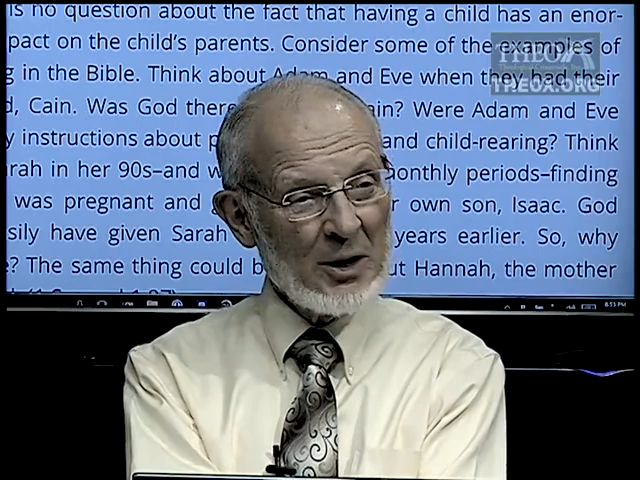 is no question about the fact that having a child has an enor-
pact on the child's parents. Consider some of the examples of
g in the Bible. Think about Adam and Eve when they had their
d, Cain. Was God there ain? Were Adam and Eve
y instructions about p and child-rearing? Think
rah in her 90s–and w onthly periods–finding
was pregnant and r own son, Isaac. God
sily have given Sarah years earlier. So, why
e? The same thing could b ut Hannah, the mother
THEOX
THEOX.ORG
8:53 PM